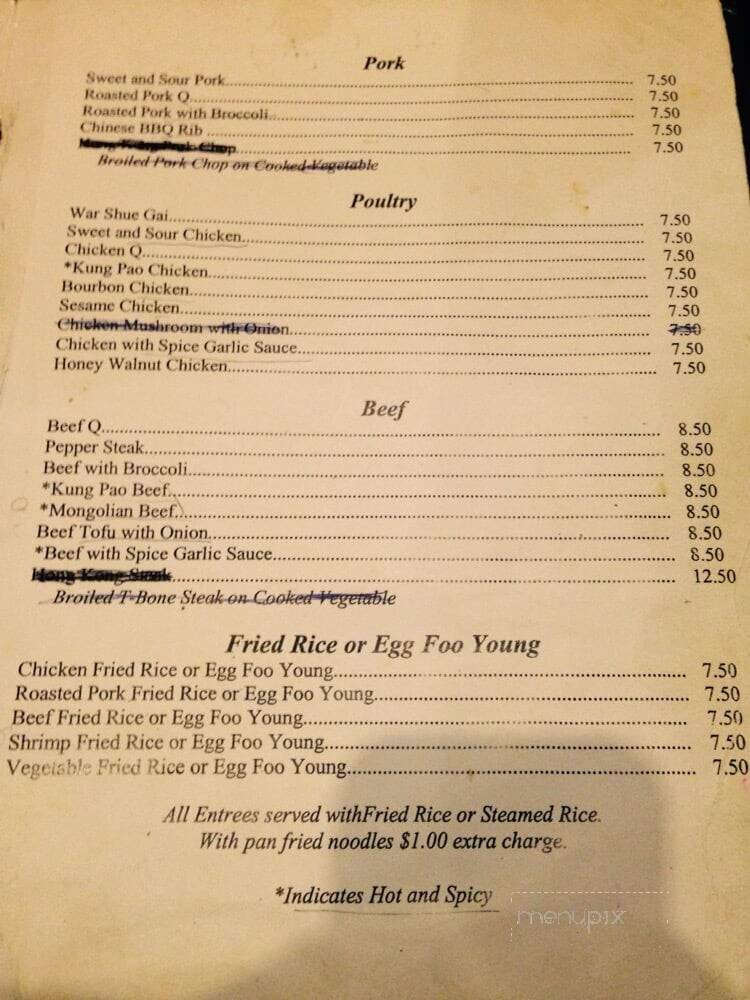 Pork
Sweet and Sour Pork 7.50
Roasted Pork Q 7.50
Roasted Pork with Broccoli 7.50
Chinese BBQ Rib 7.50
Hong Kong Pork Chop 7.50
Broiled Pork Chop on Cooked Vegetable
Poultry
War Shue Gai 7.50
Sweet and Sour Chicken 7.50
Chicken Q 7.50
*Kung Pao Chicken 7.50
Bourbon Chicken 7.50
Sesame Chicken 7.50
Chicken Mushroom with Onion 7.50
Chicken with Spice Garlic Sauce 7.50
Honey Walnut Chicken 7.50
Beef
Beef Q 8.50
Pepper Steak 8.50
Beef with Broccoli 8.50
*Kung Pao Beef 8.50
*Mongolian Beef 8.50
Beef Tofu with Onion 8.50
*Beef with Spice Garlic Sauce 8.50
Hong Kong Steak 12.50
Broiled T-Bone Steak on Cooked Vegetable
Fried Rice or Egg Foo Young
Chicken Fried Rice or Egg Foo Young 7.50
Roasted Pork Fried Rice or Egg Foo Young 7.50
Beef Fried Rice or Egg Foo Young 7.50
Shrimp Fried Rice or Egg Foo Young 7.50
Vegetable Fried Rice or Egg Foo Young 7.50
All Entrees served withFried Rice or Steamed Rice.
With pan fried noodles $1.00 extra charge.
*Indicates Hot and Spicy
menupix